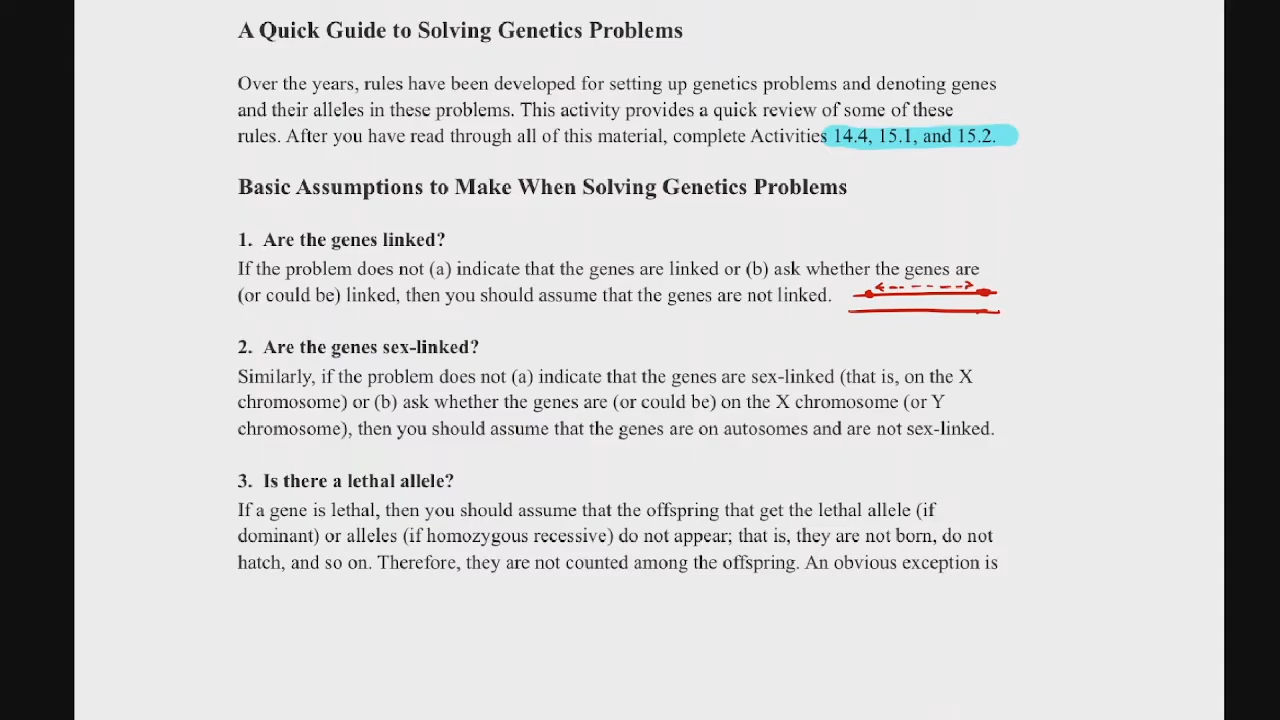 A Quick Guide to Solving Genetics Problems
Over the years, rules have been developed for setting up genetics problems and denoting genes
and their alleles in these problems. This activity provides a quick review of some of these
rules. After you have read through all of this material, complete Activities 14.4, 15.1, and 15.2.
Basic Assumptions to Make When Solving Genetics Problems
1. Are the genes linked?
If the problem does not (a) indicate that the genes are linked or (b) ask whether the genes are
(or could be) linked, then you should assume that the genes are not linked.
2. Are the genes sex-linked?
Similarly, if the problem does not (a) indicate that the genes are sex-linked (that is, on the X
chromosome) or (b) ask whether the genes are (or could be) on the X chromosome (or Y
chromosome), then you should assume that the genes are on autosomes and are not sex-linked.
3. Is there a lethal allele?
If a gene is lethal, then you should assume that the offspring that get the lethal allele (if
dominant) or alleles (if homozygous recessive) do not appear; that is, they are not born, do not
hatch, and so on. Therefore, they are not counted among the offspring. An obvious exception is